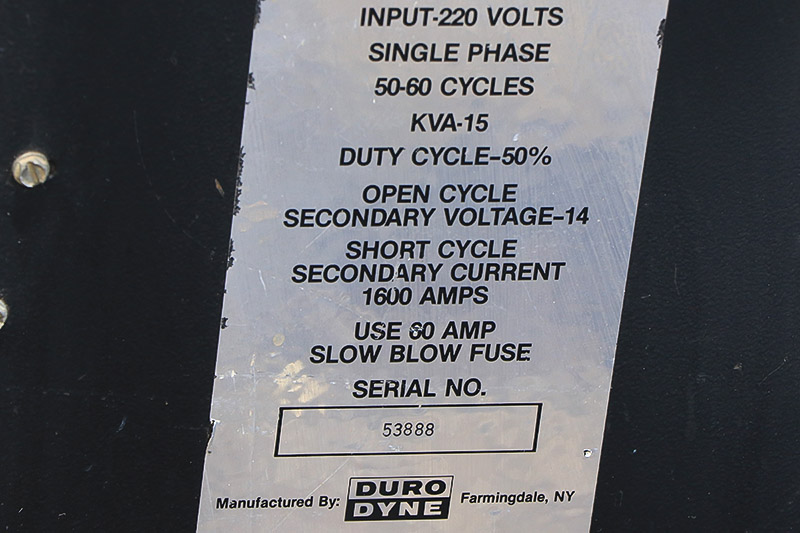 INPUT-220 VOLTS
SINGLE PHASE
50-60 CYCLES
KVA-15
DUTY CYCLE-50%
OPEN CYCLE
SECONDARY VOLTAGE-14
SHORT CYCLE
SECONDARY CURRENT
1600 AMPS
USE 60 AMP
SLOW BLOW FUSE
SERIAL NO.
53888
Manufactured By: DURO DYNE Farmingdale, NY